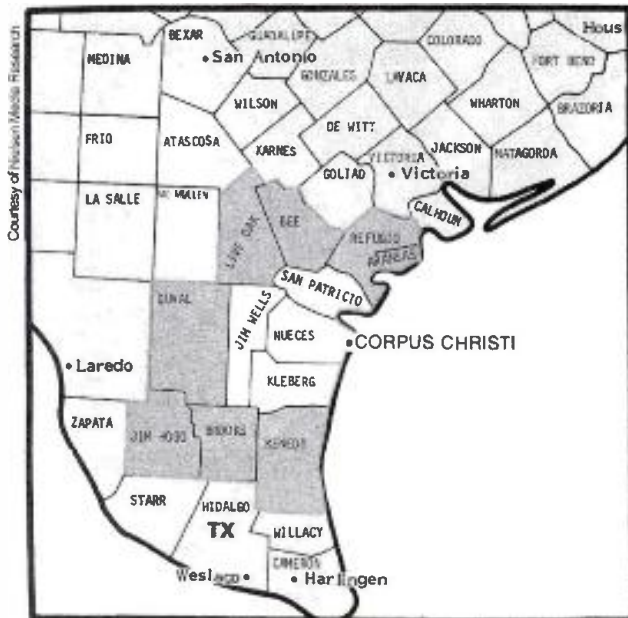 Courtesy of Nielsen Media Research
BEXAR
GUADALUPE
COLORADO
Hous
MEDINA
San Antonio
GONZALES
LAVACA
FORT BEND
WILSON
WHARTON
BRAZORIA
FRIO
ATASCOSA
DE WITT
KARNES
JACKSON
MATAGORDA
VICTORIA
GOLIAD
Victoria
LA SALLE
MC MULLEN
CALHOUN
LIVE OAK
BEE
REFUGIO
ARANSAS
SAN PATRICIO
DUVAL
JIM WELLS
NUECES
CORPUS CHRISTI
Laredo
KLEBERG
ZAPATA
JIM HOGG
BROOKS
KENEDY
STARR
HIDALGO
TX
WILLACY
CAMERON
Weslaco
Harlingen